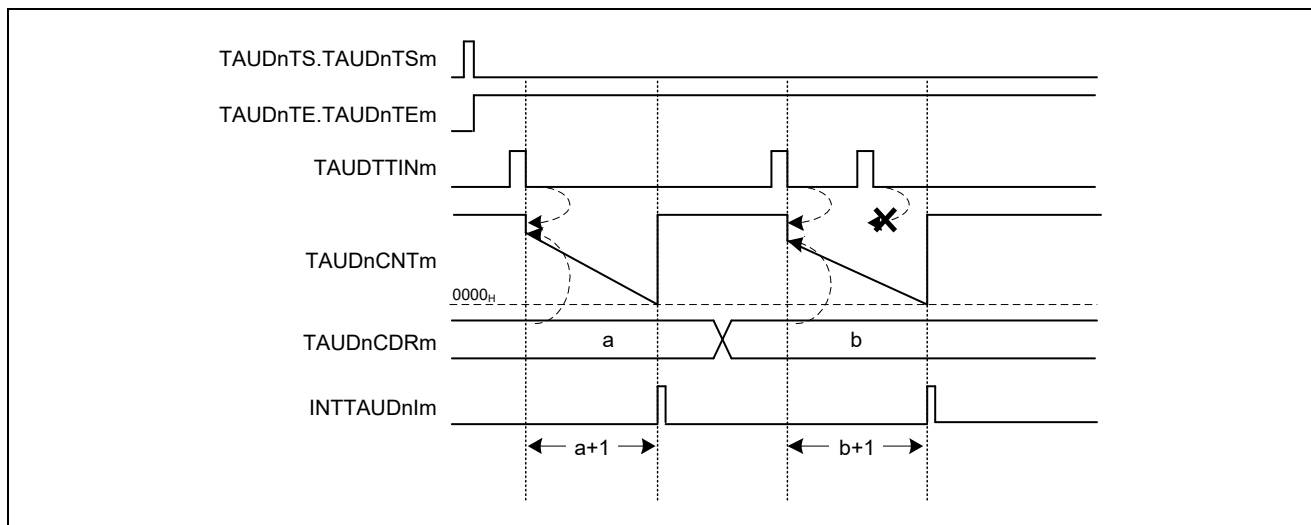 TAUDnTS.TAUDnTSm
TAUDnTE.TAUDnTEm
TAUDTTINm
TAUDnCNTm
0000H
TAUDnCDRm
a
b
INTTAUDnIm
a+1
b+1